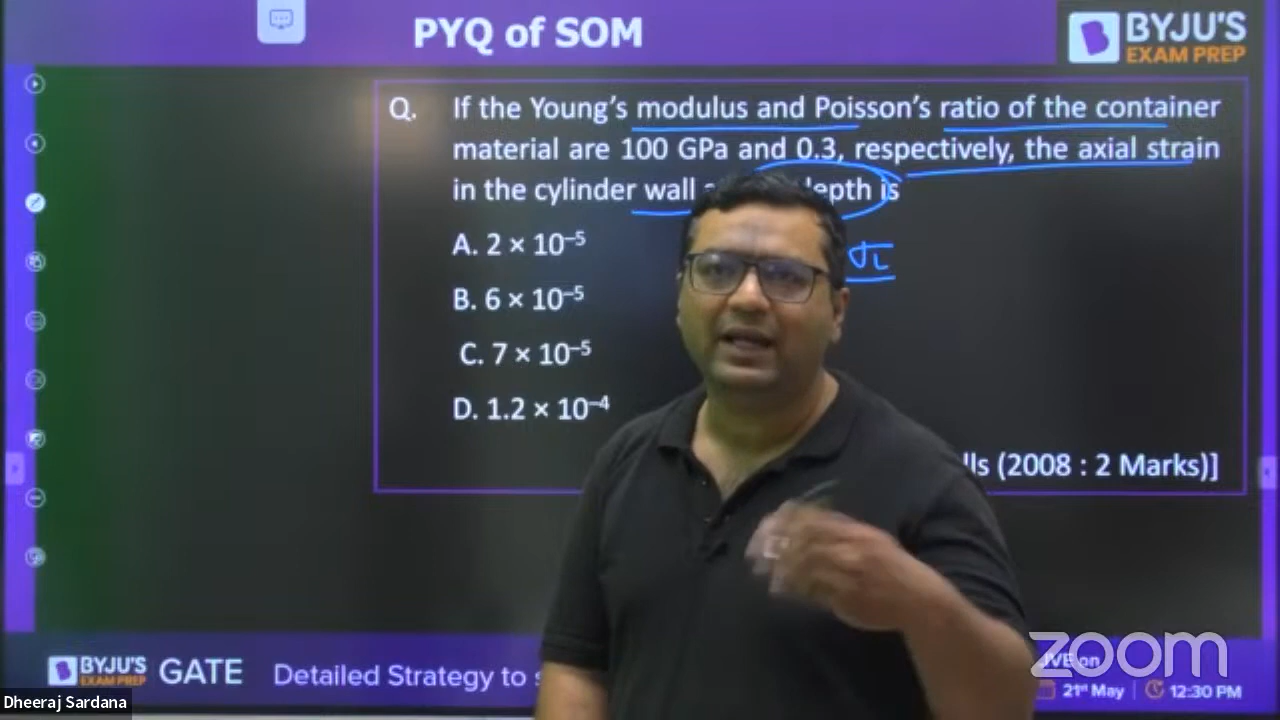 PYQ of SOM
BYJU'S
EXAM PREP
Q. If the Young's modulus and Poisson's ratio of the container
material are 100 GPa and 0.3, respectively, the axial strain
in the cylinder wall depth is
A. 2 × 10⁻⁵
B. 6 × 10⁻⁵
C. 7 × 10⁻⁵
D. 1.2 × 10⁻⁴
(2008 : 2 Marks)]
BYJU'S
EXAM PREP
GATE
Detailed Strategy to
LIVE on
21st May | 12:30 PM
zoom
Dheeraj Sardana